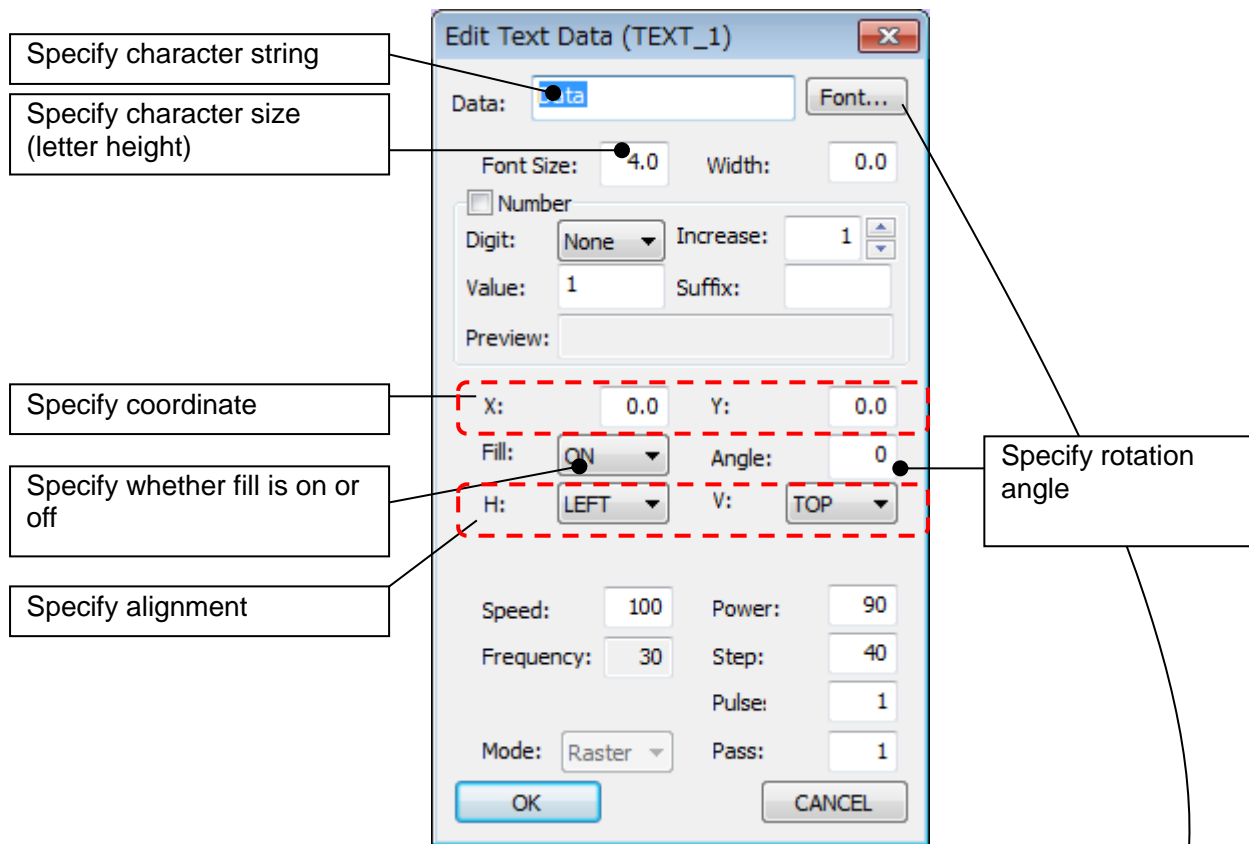 Edit Text Data (TEXT_1)
Specify character string
Data: Data Font...
Specify character size
(letter height)
Font Size: 4.0 Width: 0.0
Number
Digit: None Increase: 1
Value: 1 Suffix:
Preview:
Specify coordinate
X: 0.0 Y: 0.0
Fill: ON Angle: 0
Specify rotation
angle
Specify whether fill is on or
off
H: LEFT V: TOP
Specify alignment
Speed: 100 Power: 90
Frequency: 30 Step: 40
Pulse: 1
Mode: Raster Pass: 1
OK CANCEL